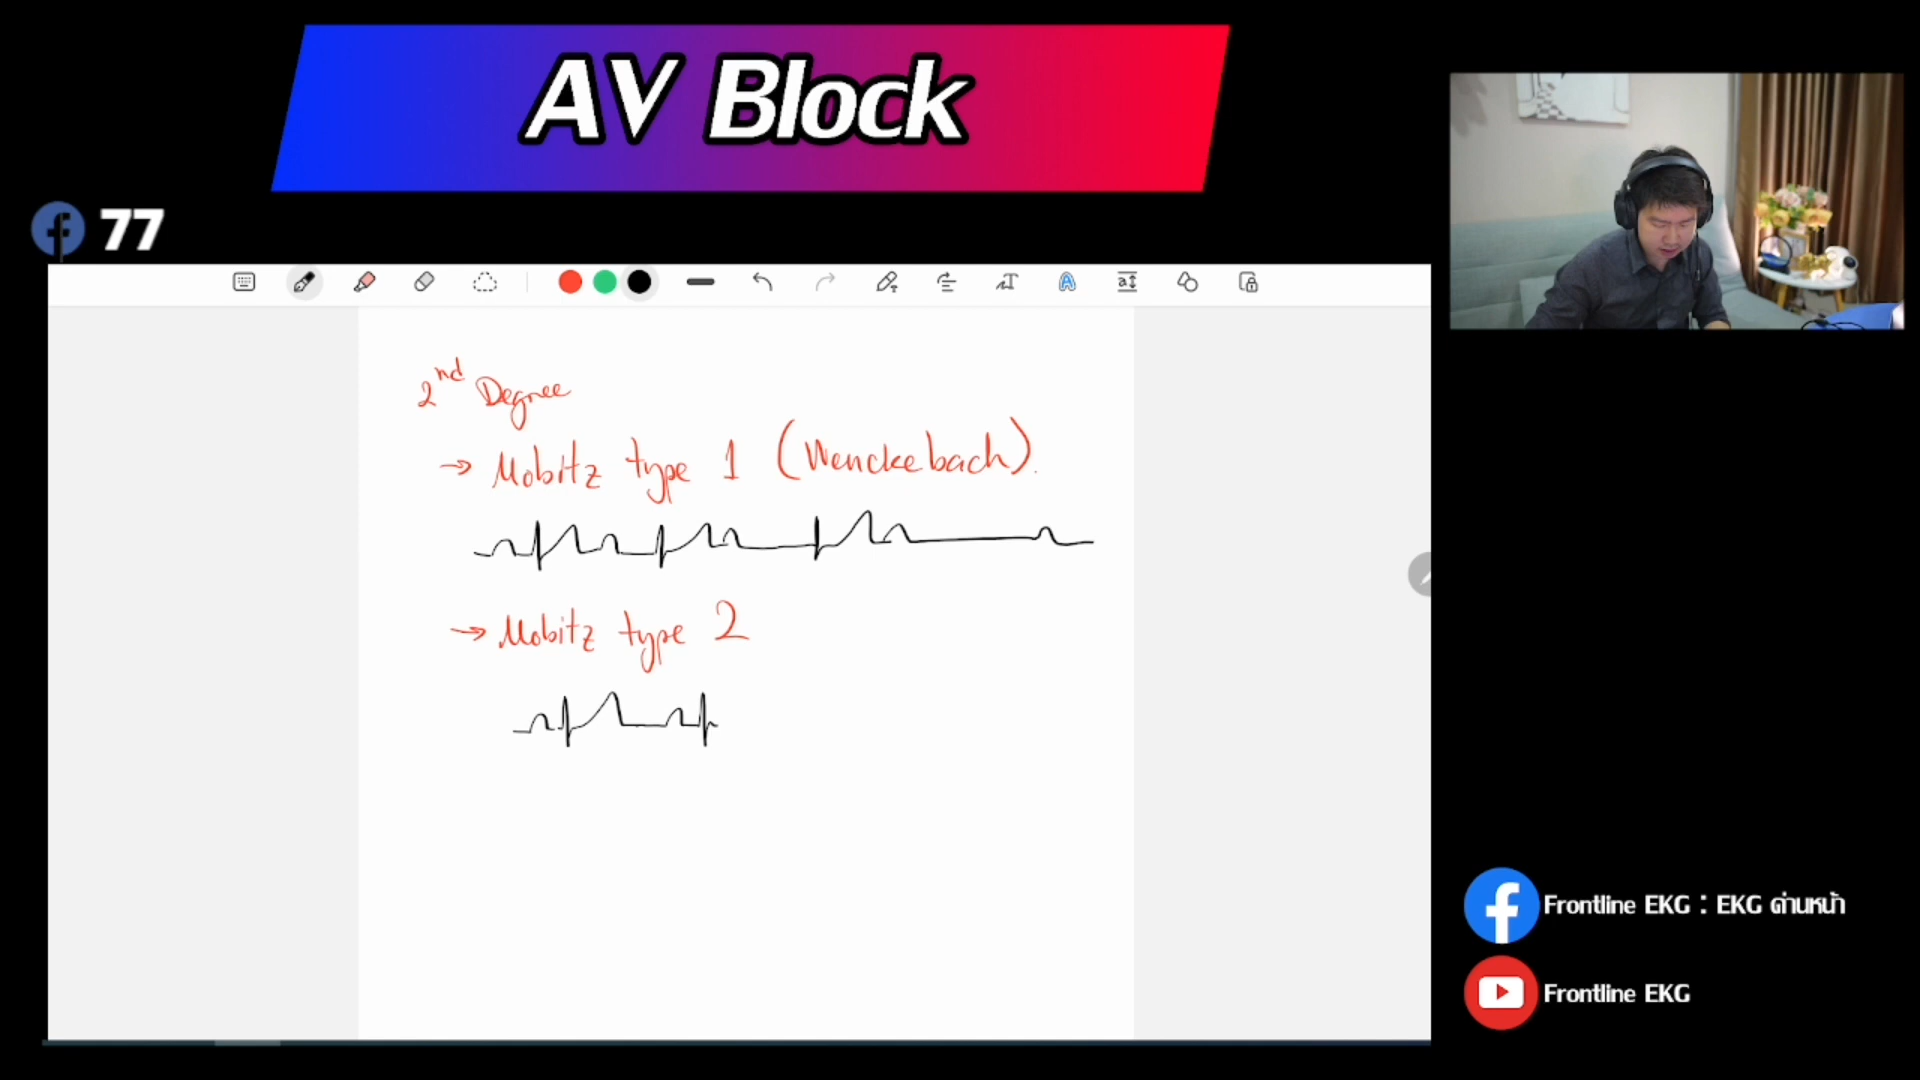 AV Block
77
2nd Degree
→ Mobitz type 1 (Wenckebach).
→ Mobitz type 2
Frontline EKG : EKG ด่านหน้า
Frontline EKG